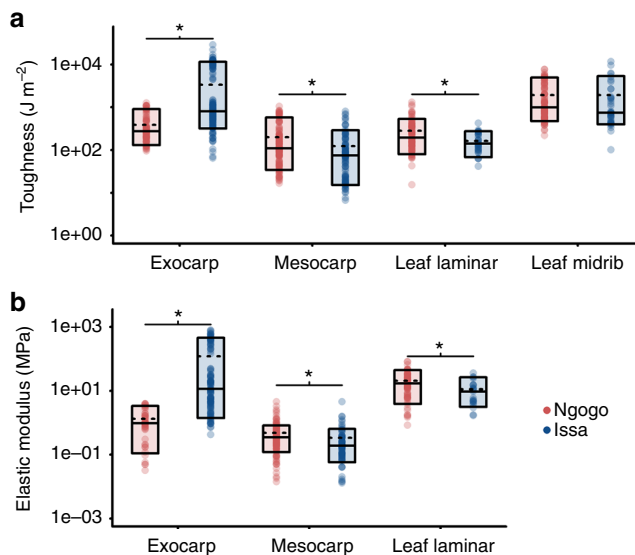 a
* * *
Toughness (J m−2)
1e+04
1e+02
1e+00
Exocarp Mesocarp Leaf laminar Leaf midrib
b
* * *
Elastic modulus (MPa)
1e+03
1e+01
1e−01
1e−03
Exocarp Mesocarp Leaf laminar
Ngogo
Issa